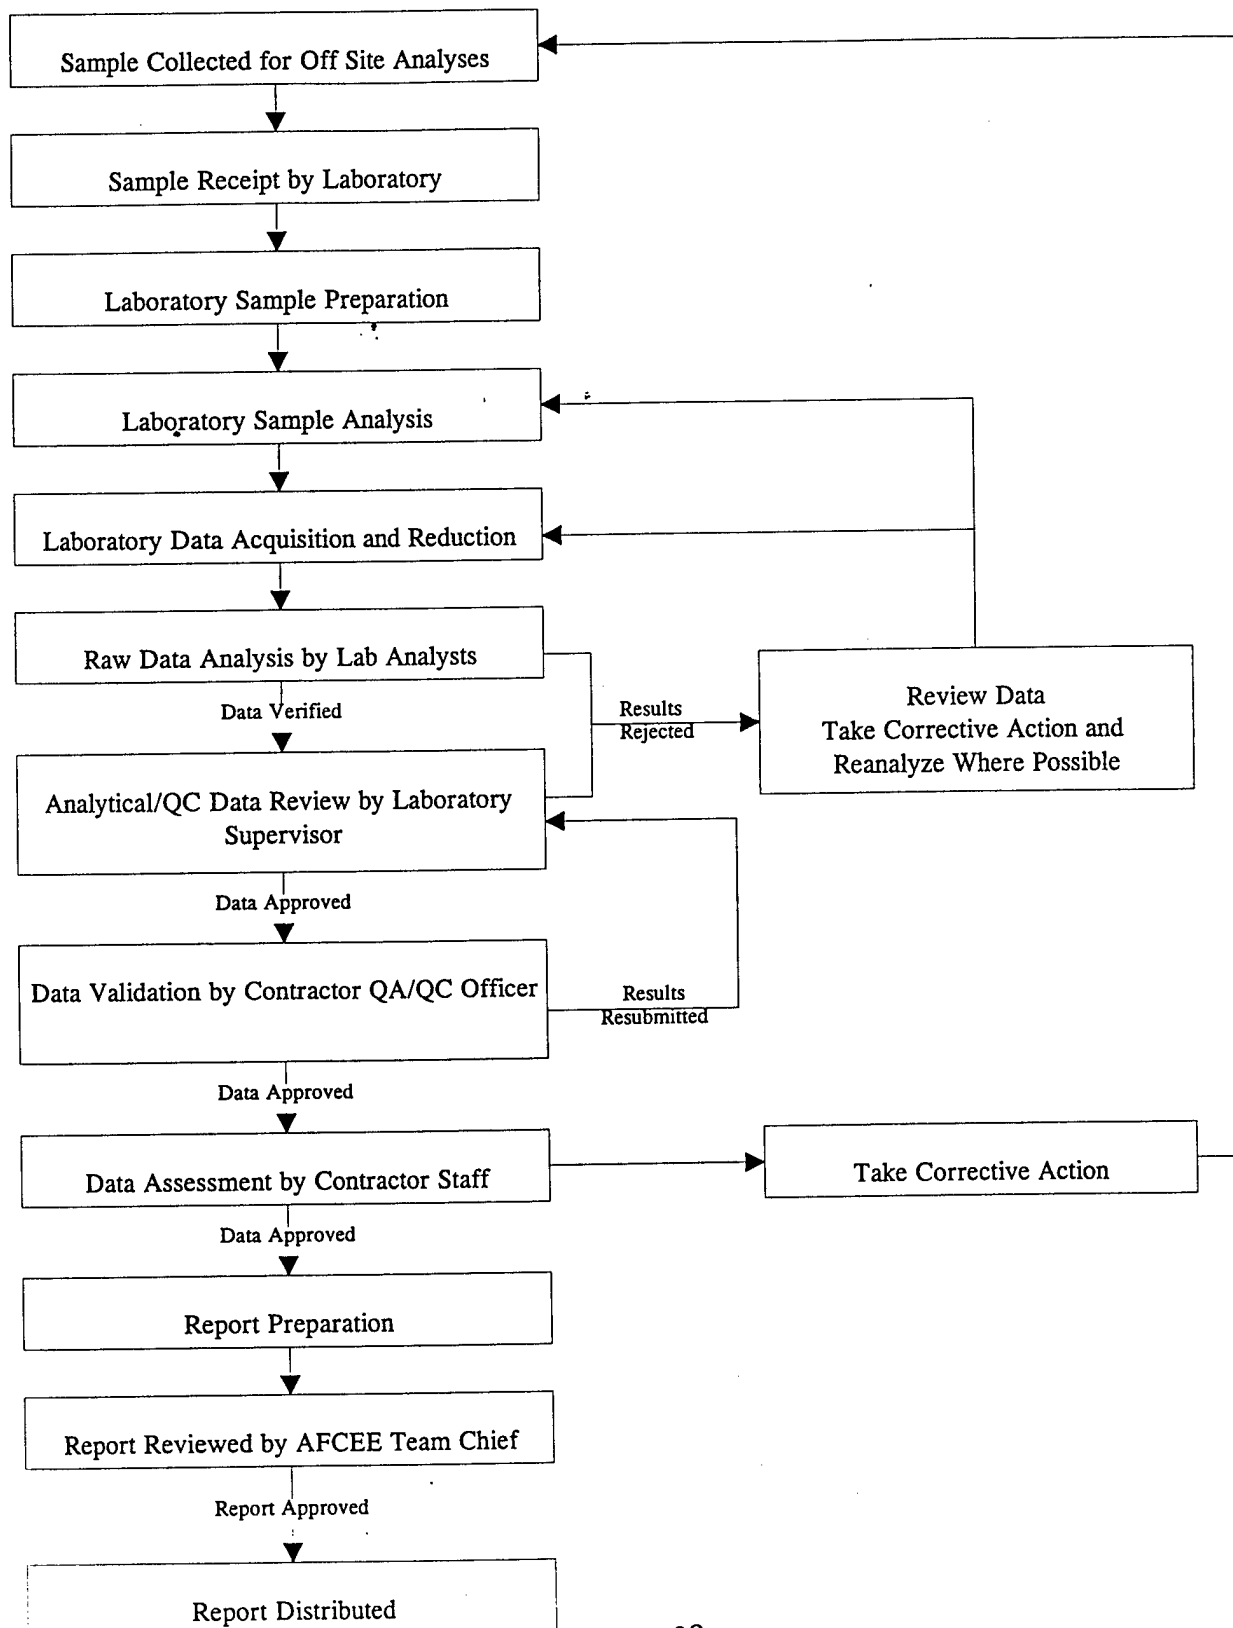 Sample Collected for Off Site Analyses
Sample Receipt by Laboratory
Laboratory Sample Preparation
Laboratory Sample Analysis
Laboratory Data Acquisition and Reduction
Raw Data Analysis by Lab Analysts
Data Verified
Results
Rejected
Review Data
Take Corrective Action and
Reanalyze Where Possible
Analytical/QC Data Review by Laboratory
Supervisor
Data Approved
Data Validation by Contractor QA/QC Officer
Results
Resubmitted
Data Approved
Data Assessment by Contractor Staff
Take Corrective Action
Data Approved
Report Preparation
Report Reviewed by AFCEE Team Chief
Report Approved
Report Distributed